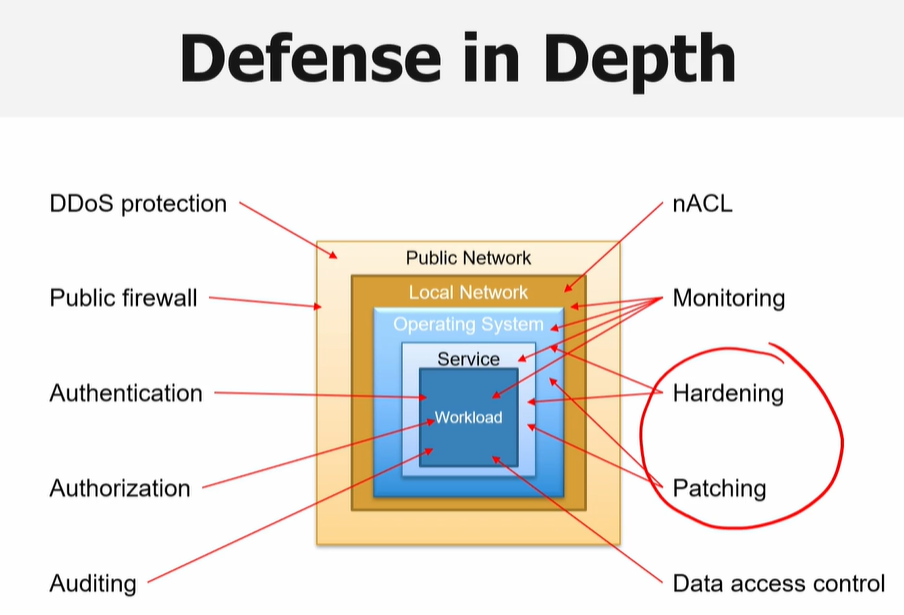 Defense in Depth
DDoS protection
Public firewall
Authentication
Authorization
Auditing
Public Network
Local Network
Operating System
Service
Workload
nACL
Monitoring
Hardening
Patching
Data access control